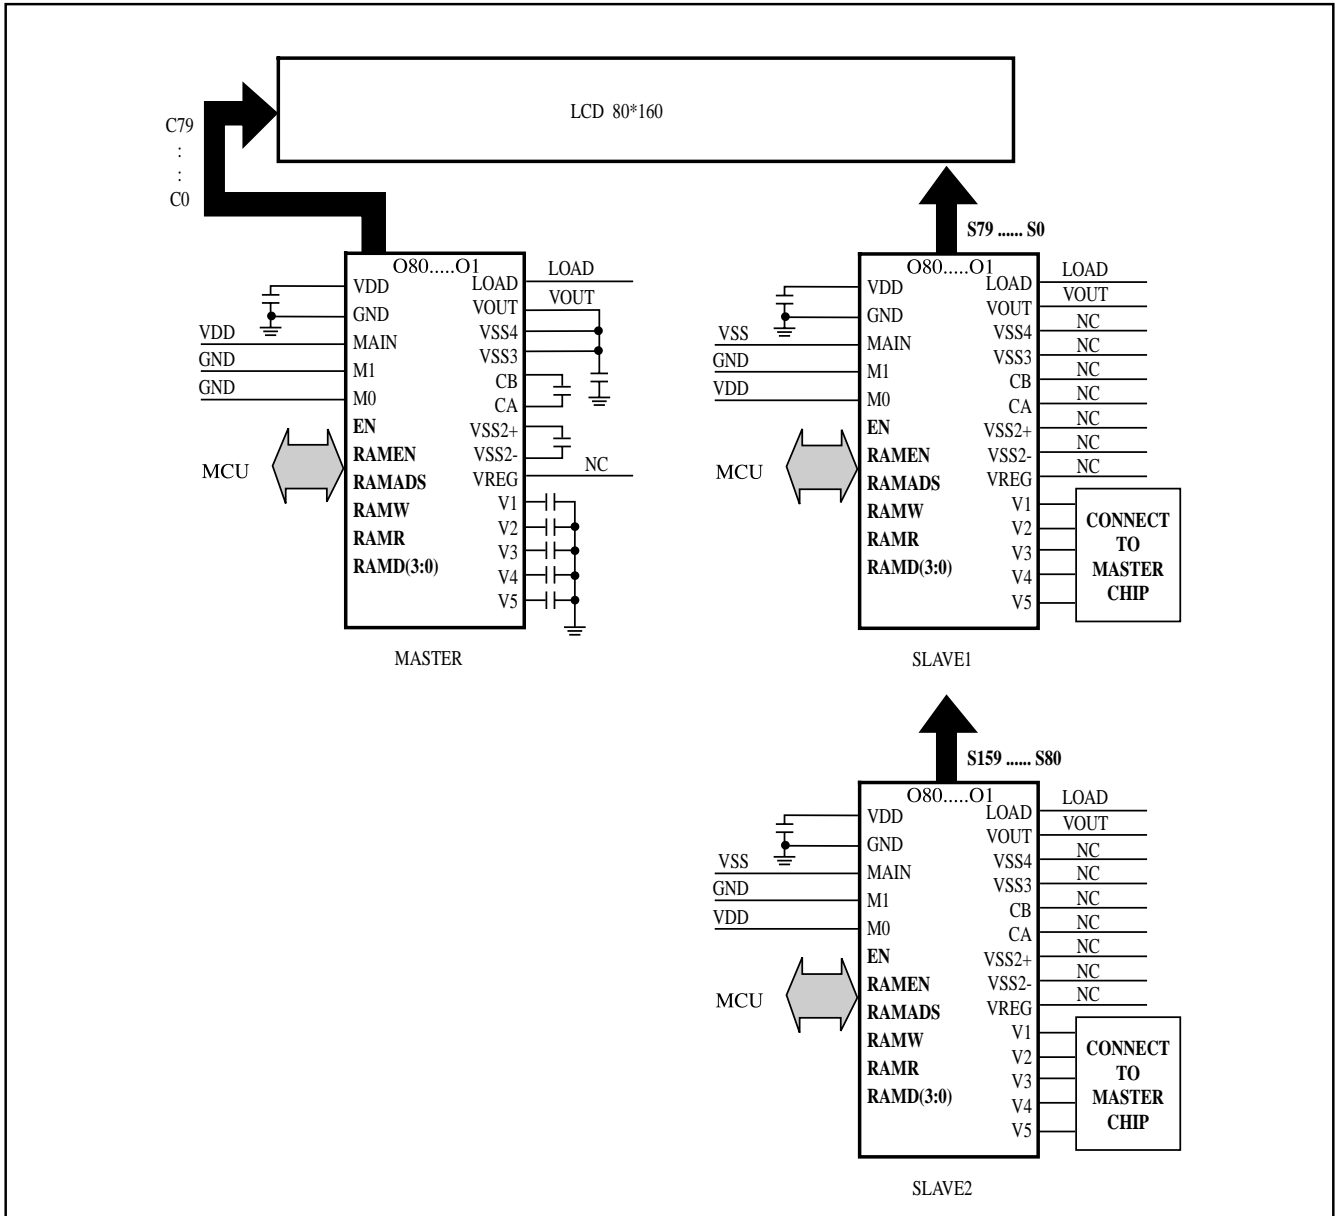 LCD 80*160
C79
:
:
C0
S79 ...... S0
O80.....O1
VDD
GND
VDD
MAIN
GND
M1
GND
M0
EN
RAMEN
MCU
RAMADS
RAMW
RAMR
RAMD(3:0)
LOAD
LOAD
VOUT
VOUT
VSS4
VSS3
CB
CA
VSS2+
VSS2-
VREG
NC
V1
V2
V3
V4
V5
MASTER
O80.....O1
VDD
GND
VSS
MAIN
GND
M1
VDD
M0
EN
RAMEN
MCU
RAMADS
RAMW
RAMR
RAMD(3:0)
LOAD
LOAD
VOUT
VOUT
VSS4
NC
VSS3
NC
CB
NC
CA
NC
VSS2+
NC
VSS2-
NC
VREG
NC
V1
V2
V3
V4
V5
CONNECT
TO
MASTER
CHIP
SLAVE1
S159 ...... S80
O80.....O1
VDD
GND
VSS
MAIN
GND
M1
VDD
M0
EN
RAMEN
MCU
RAMADS
RAMW
RAMR
RAMD(3:0)
LOAD
LOAD
VOUT
VOUT
VSS4
NC
VSS3
NC
CB
NC
CA
NC
VSS2+
NC
VSS2-
NC
VREG
NC
V1
V2
V3
V4
V5
CONNECT
TO
MASTER
CHIP
SLAVE2